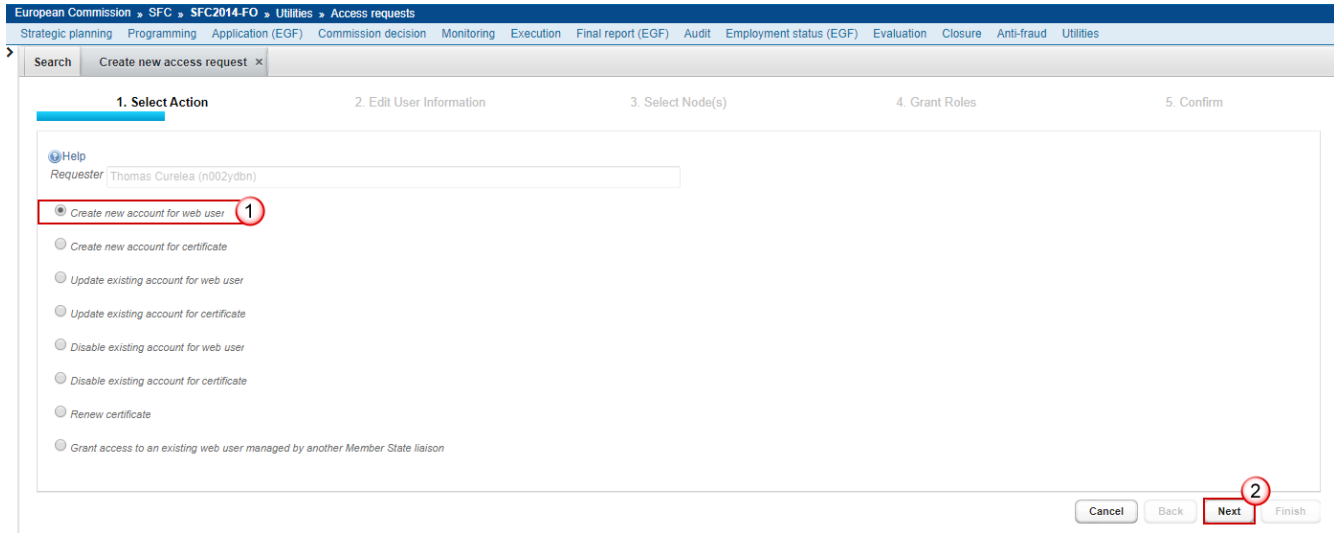 European Commission » SFC » SFC2014-FO » Utilities » Access requests
Strategic planning Programming Application (EGF) Commission decision Monitoring Execution Final report (EGF) Audit Employment status (EGF) Evaluation Closure Anti-fraud Utilities
Search Create new access request ×
1. Select Action 2. Edit User Information 3. Select Node(s) 4. Grant Roles 5. Confirm
Help
Requester Thomas Curelea (n002ydbn)
Create new account for web user 1
Create new account for certificate
Update existing account for web user
Update existing account for certificate
Disable existing account for web user
Disable existing account for certificate
Renew certificate
Grant access to an existing web user managed by another Member State liaison
2
Cancel Back Next Finish